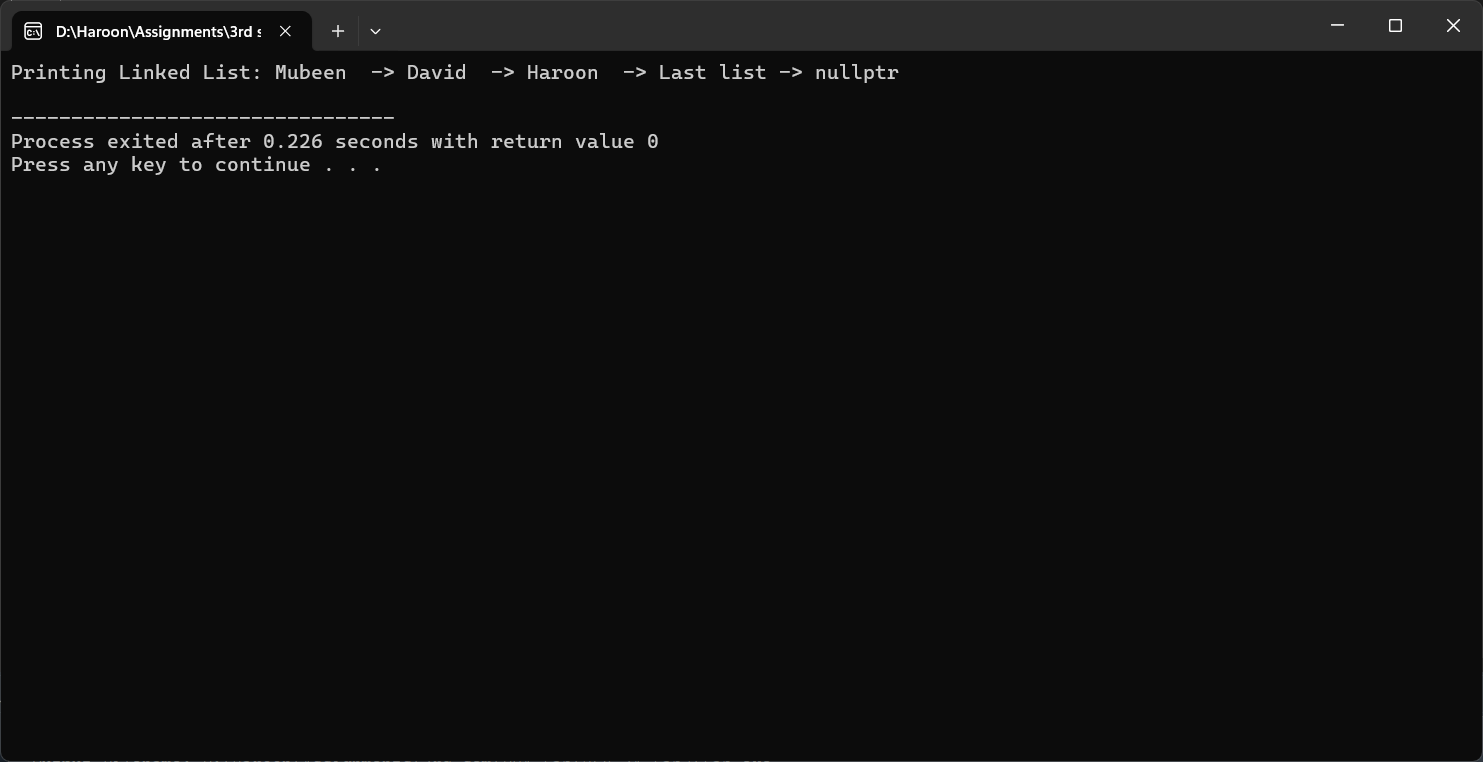 D:\Haroon\Assignments\3rd s
Printing Linked List: Mubeen  -> David  -> Haroon  -> Last list -> nullptr
--------------------------------
Process exited after 0.226 seconds with return value 0
Press any key to continue . . .